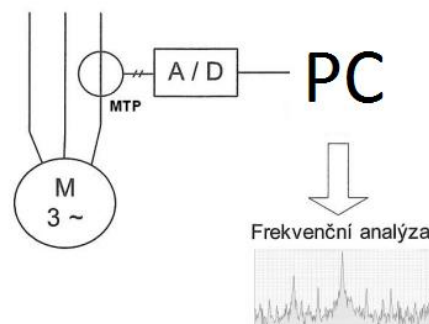 A / D
PC
MTP
M
3 ~
Frekvenční analýza